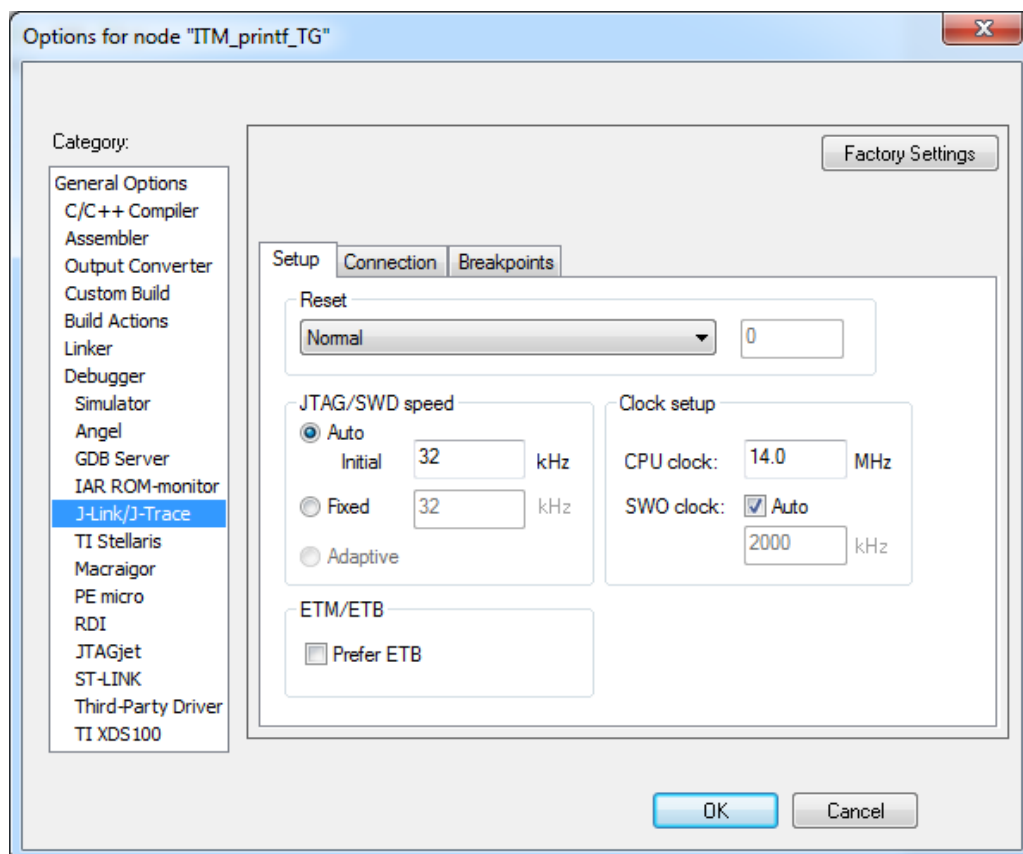 Options for node "ITM_printf_TG"
Category:
Factory Settings
General Options
C/C++ Compiler
Assembler
Output Converter
Custom Build
Build Actions
Linker
Debugger
Simulator
Angel
GDB Server
IAR ROM-monitor
J-Link/J-Trace
TI Stellaris
Macraigor
PE micro
RDI
JTAGjet
ST-LINK
Third-Party Driver
TI XDS100
Setup Connection Breakpoints
Reset
Normal 0
JTAG/SWD speed
Auto
Initial 32 kHz
Fixed 32 kHz
Adaptive
Clock setup
CPU clock: 14.0 MHz
SWO clock: Auto
2000 kHz
ETM/ETB
Prefer ETB
OK Cancel